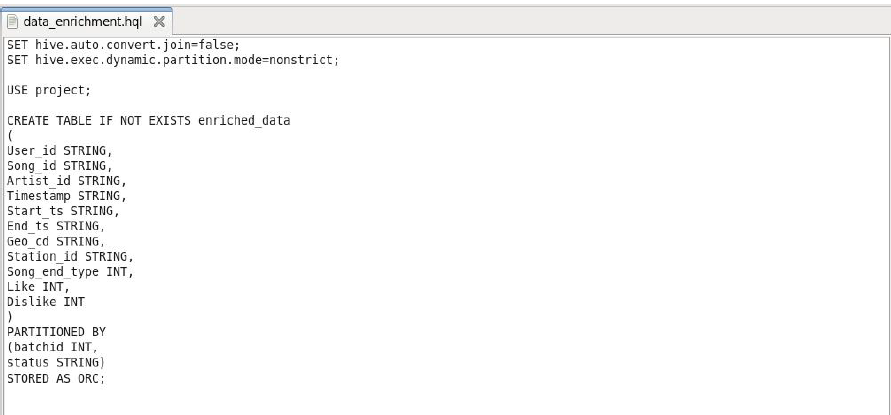 data_enrichment.hql
SET hive.auto.convert.join=false;
SET hive.exec.dynamic.partition.mode=nonstrict;
USE project;
CREATE TABLE IF NOT EXISTS enriched_data
(
User_id STRING,
Song_id STRING,
Artist_id STRING,
Timestamp STRING,
Start_ts STRING,
End_ts STRING,
Geo_cd STRING,
Station_id STRING,
Song_end_type INT,
Like INT,
Dislike INT
)
PARTITIONED BY
(batchid INT,
status STRING)
STORED AS ORC;